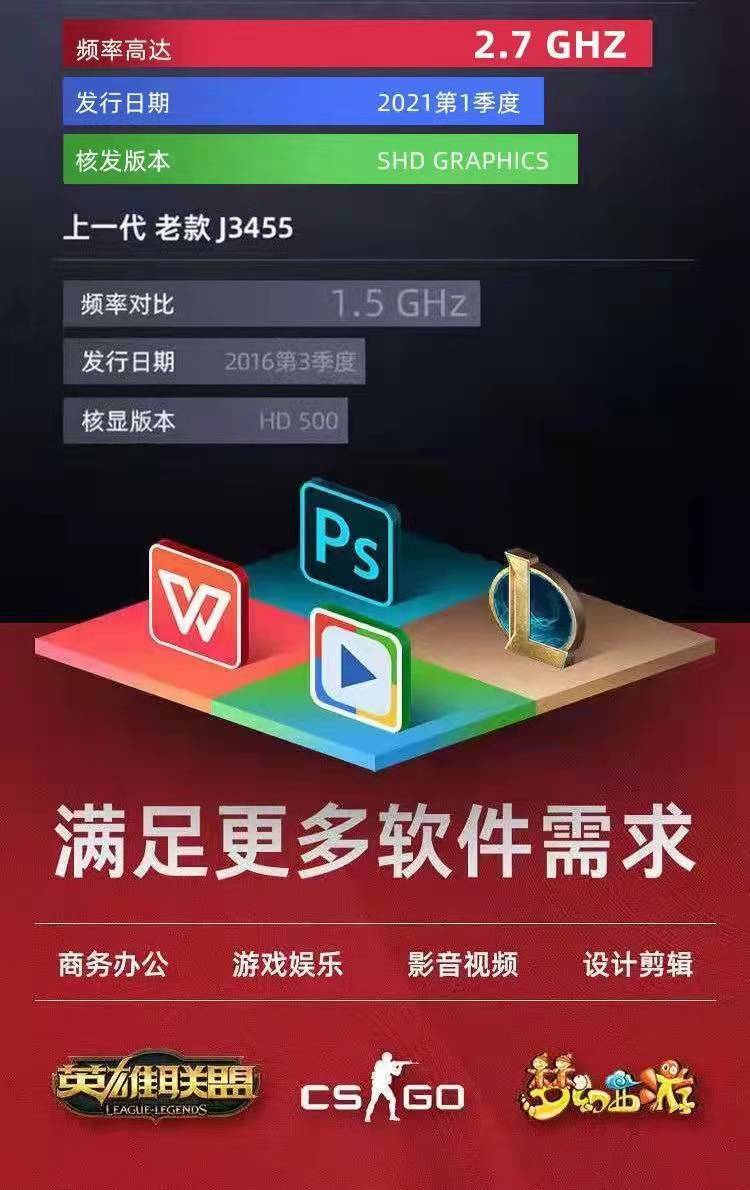 频率高达 2.7 GHZ
发行日期 2021第1季度
核发版本 SHD GRAPHICS
上一代 老款 J3455
频率对比 1.5 GHz
发行日期 2016第3季度
核显版本 HD 500
Ps
W
L
满足更多软件需求
商务办公 游戏娱乐 影音视频 设计剪辑
英雄联盟 CS GO 梦幻西游
LEAGUE·LEGENDS